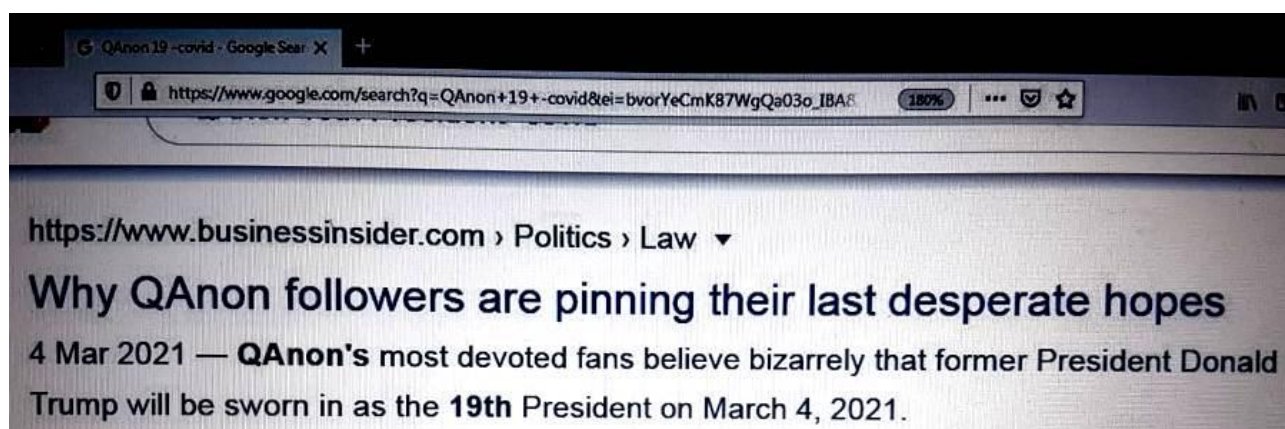 QAnon 19 -covid - Google Sear
https://www.google.com/search?q=QAnon+19+-covid&ei=bvorYeCmK87WgQa03o_IBA8 180%
https://www.businessinsider.com › Politics › Law
Why QAnon followers are pinning their last desperate hopes
4 Mar 2021 — QAnon's most devoted fans believe bizarrely that former President Donald
Trump will be sworn in as the 19th President on March 4, 2021.